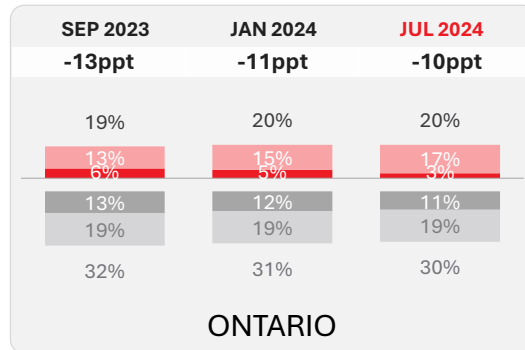 SEP 2023 JAN 2024 JUL 2024
-13ppt -11ppt -10ppt
19% 20% 20%
13% 15% 17%
6% 5% 3%
13% 12% 11%
19% 19% 19%
32% 31% 30%
ONTARIO